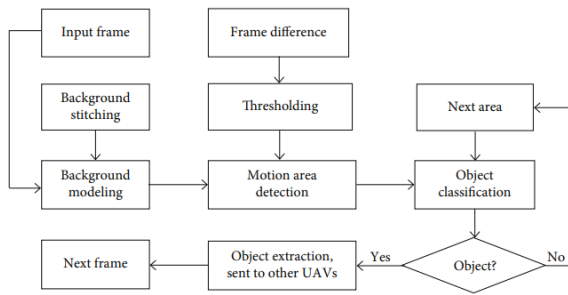 Input frame
Frame difference
Background
stitching
Thresholding
Next area
Background
modeling
Motion area
detection
Object
classification
Next frame
Object extraction,
sent to other UAVs
Yes
Object?
No